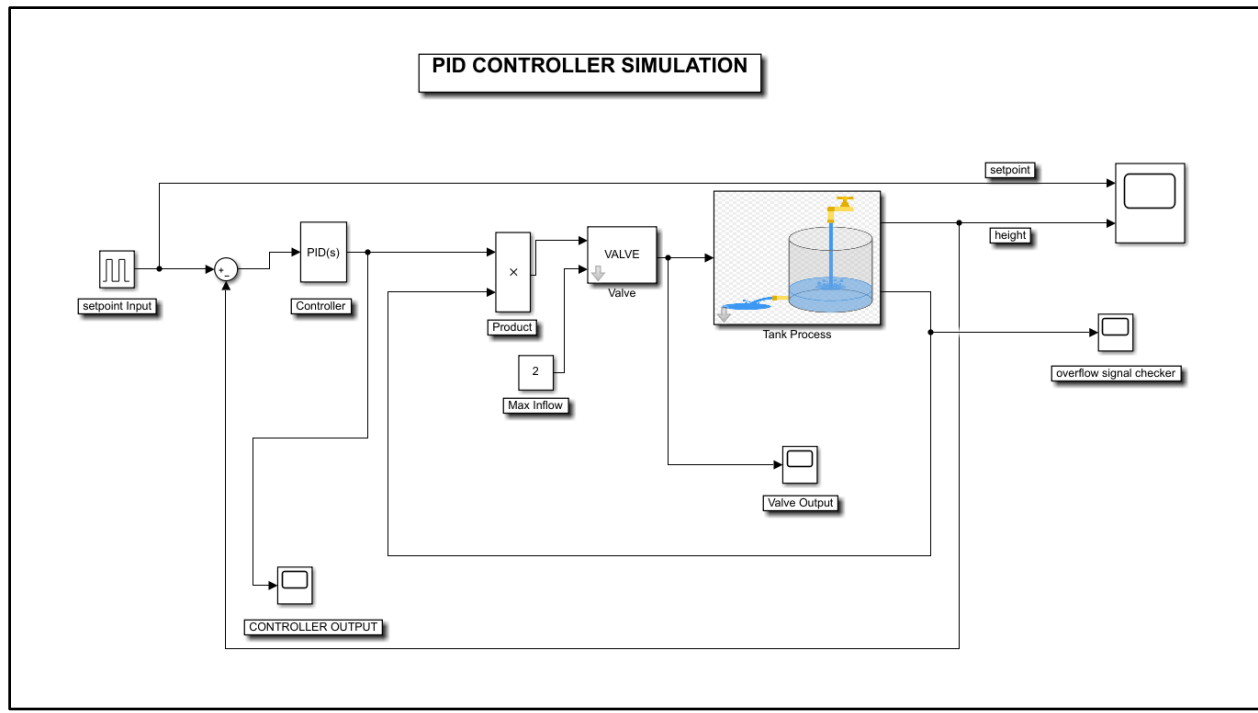 PID CONTROLLER SIMULATION
setpoint
height
setpoint Input
PID(s)
Controller
×
Product
2
Max Inflow
VALVE
Valve
Tank Process
overflow signal checker
Valve Output
CONTROLLER OUTPUT